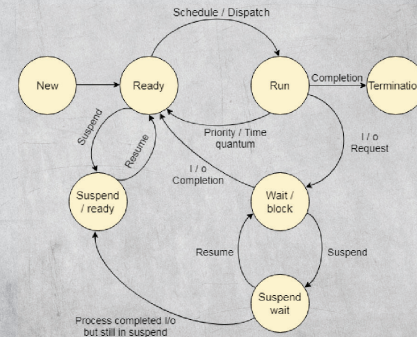 Schedule / Dispatch
New
Ready
Run
Completion
Terminatio
Suspend
Resume
Priority / Time
quantum
I / o
Request
I / o
Completion
Suspend
/ ready
Wait /
block
Resume
Suspend
Suspend
wait
Process completed I/o
but still in suspend